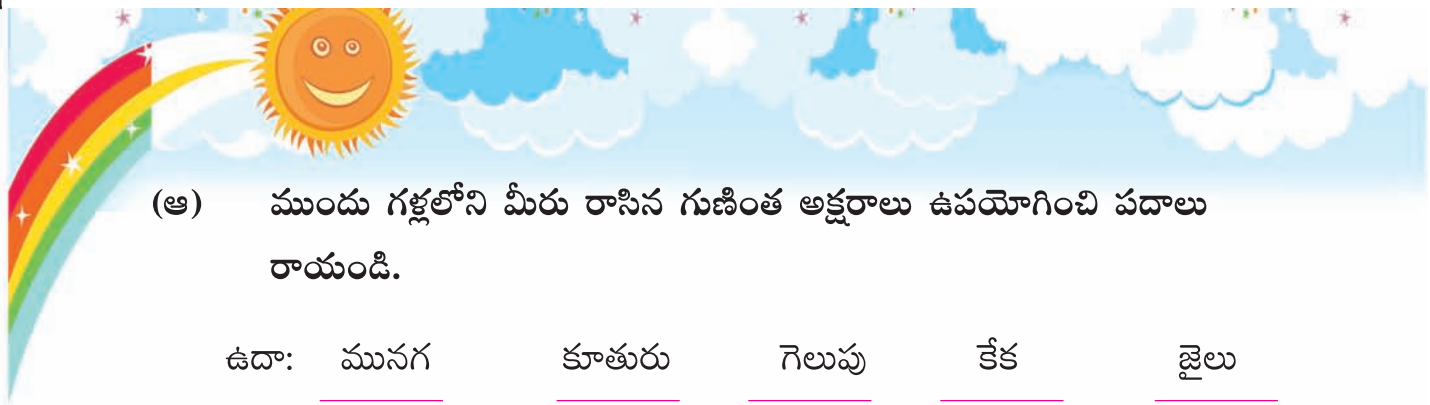 (ఆ) ముందు గళ్లలోని మీరు రాసిన గుణింత అక్షరాలు ఉపయోగించి పదాలు
రాయండి.
ఉదా: మునగ కూతురు గెలుపు కేక జైలు